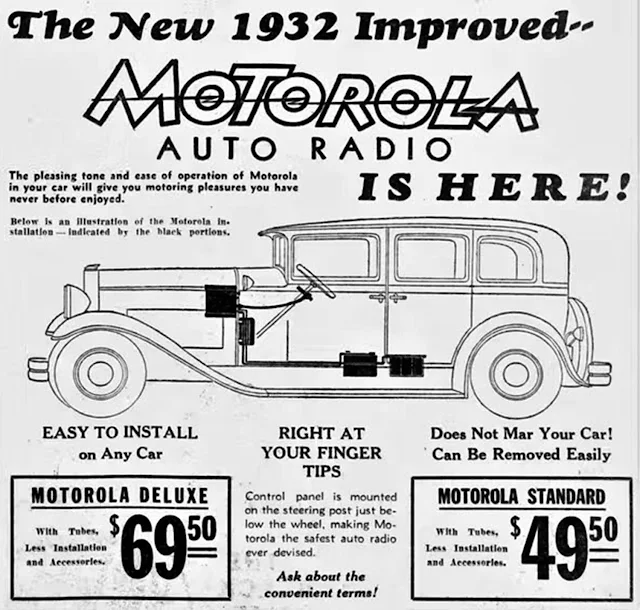 The New 1932 Improved--
MOTOROLA
AUTO RADIO
The pleasing tone and ease of operation of Motorola
in your car will give you motoring pleasures you have
never before enjoyed.
IS HERE!
Below is an illustration of the Motorola in-
stallation — indicated by the black portions.
EASY TO INSTALL
on Any Car
RIGHT AT
YOUR FINGER
TIPS
Does Not Mar Your Car!
Can Be Removed Easily
MOTOROLA DELUXE
With Tubes,
Less Installation
and Accessories.
$69.50
Control panel is mounted
on the steering post just be-
low the wheel, making Mo-
torola the safest auto radio
ever devised.
Ask about the
convenient terms!
MOTOROLA STANDARD
With Tubes,
Less Installation
and Accessories.
$49.50